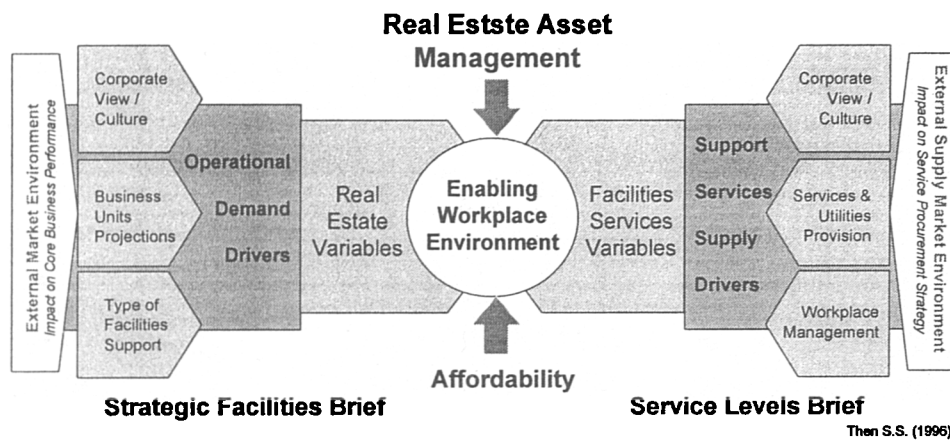 Real Estste Asset
Management
External Market Environment
Impact on Core Business Performance
Corporate
View /
Culture
Business
Units
Projections
Type of
Facilities
Support
Operational
Demand
Drivers
Real
Estate
Variables
Enabling
Workplace
Environment
Facilities
Services
Variables
Support
Services
Supply
Drivers
Corporate
View /
Culture
Services &
Utilities
Provision
Workplace
Management
External Supply Market Environment
Impact on Service Procurement Strategy
Affordability
Strategic Facilities Brief
Service Levels Brief
Then S.S. (1996)